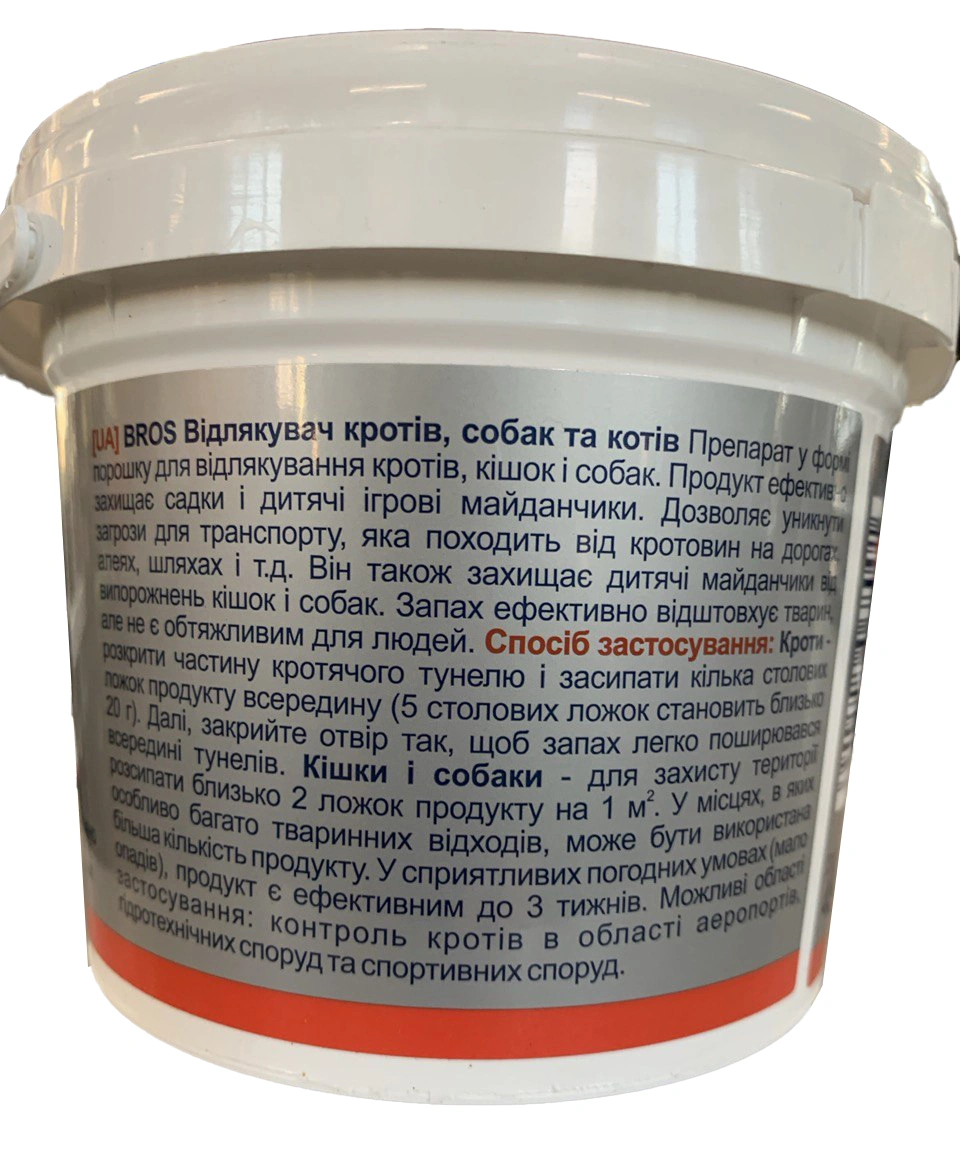 [UA] BROS Відлякувач кротів, собак та котів Препарат у формі
порошку для відлякування кротів, кішок і собак. Продукт ефективно
захищає садки і дитячі ігрові майданчики. Дозволяє уникнути
загрози для транспорту, яка походить від кротовин на дорогах,
алеях, шляхах і т.д. Він також захищає дитячі майданчики від
випорожнень кішок і собак. Запах ефективно відштовхує тварин,
але не є обтяжливим для людей. Спосіб застосування: Кроти -
розкрити частину кротячого тунелю і засипати кілька столових
ложок продукту всередину (5 столових ложок становить близько
20 г). Далі, закрийте отвір так, щоб запах легко поширювався
всередині тунелів. Кішки і собаки - для захисту території
розсипати близько 2 ложок продукту на 1 м². У місцях, в яких
особливо багато тваринних відходів, може бути використана
більша кількість продукту. У сприятливих погодних умовах (мало
опадів), продукт є ефективним до 3 тижнів. Можливі області
застосування: контроль кротів в області аеропортів,
гідротехнічних споруд та спортивних споруд.